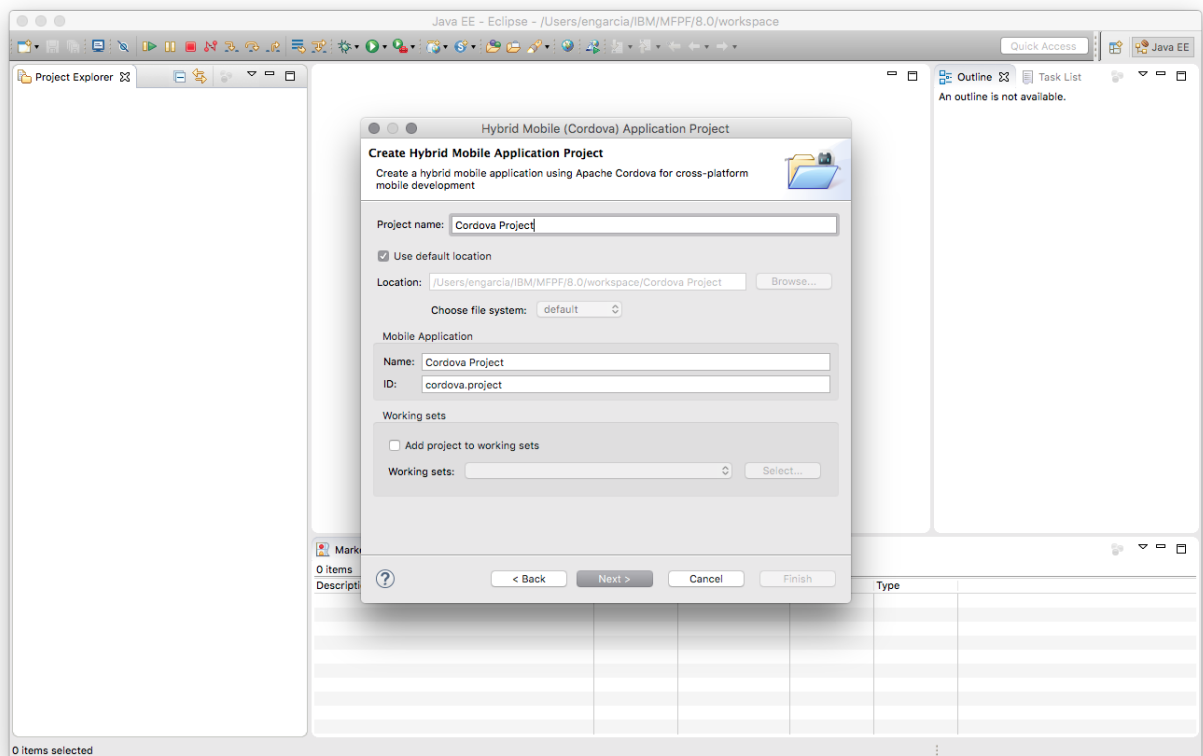 Java EE - Eclipse - /Users/engarcia/IBM/MFPF/8.0/workspace
Quick Access
Java EE
Project Explorer
Outline
Task List
An outline is not available.
Hybrid Mobile (Cordova) Application Project
Create Hybrid Mobile Application Project
Create a hybrid mobile application using Apache Cordova for cross-platform
mobile development
Project name: Cordova Project
Use default location
Location: /Users/engarcia/IBM/MFPF/8.0/workspace/Cordova Project Browse...
Choose file system: default
Mobile Application
Name: Cordova Project
ID: cordova.project
Working sets
Add project to working sets
Working sets: Select...
Marke
0 items
Descripti
Type
? < Back Next > Cancel Finish
0 items selected